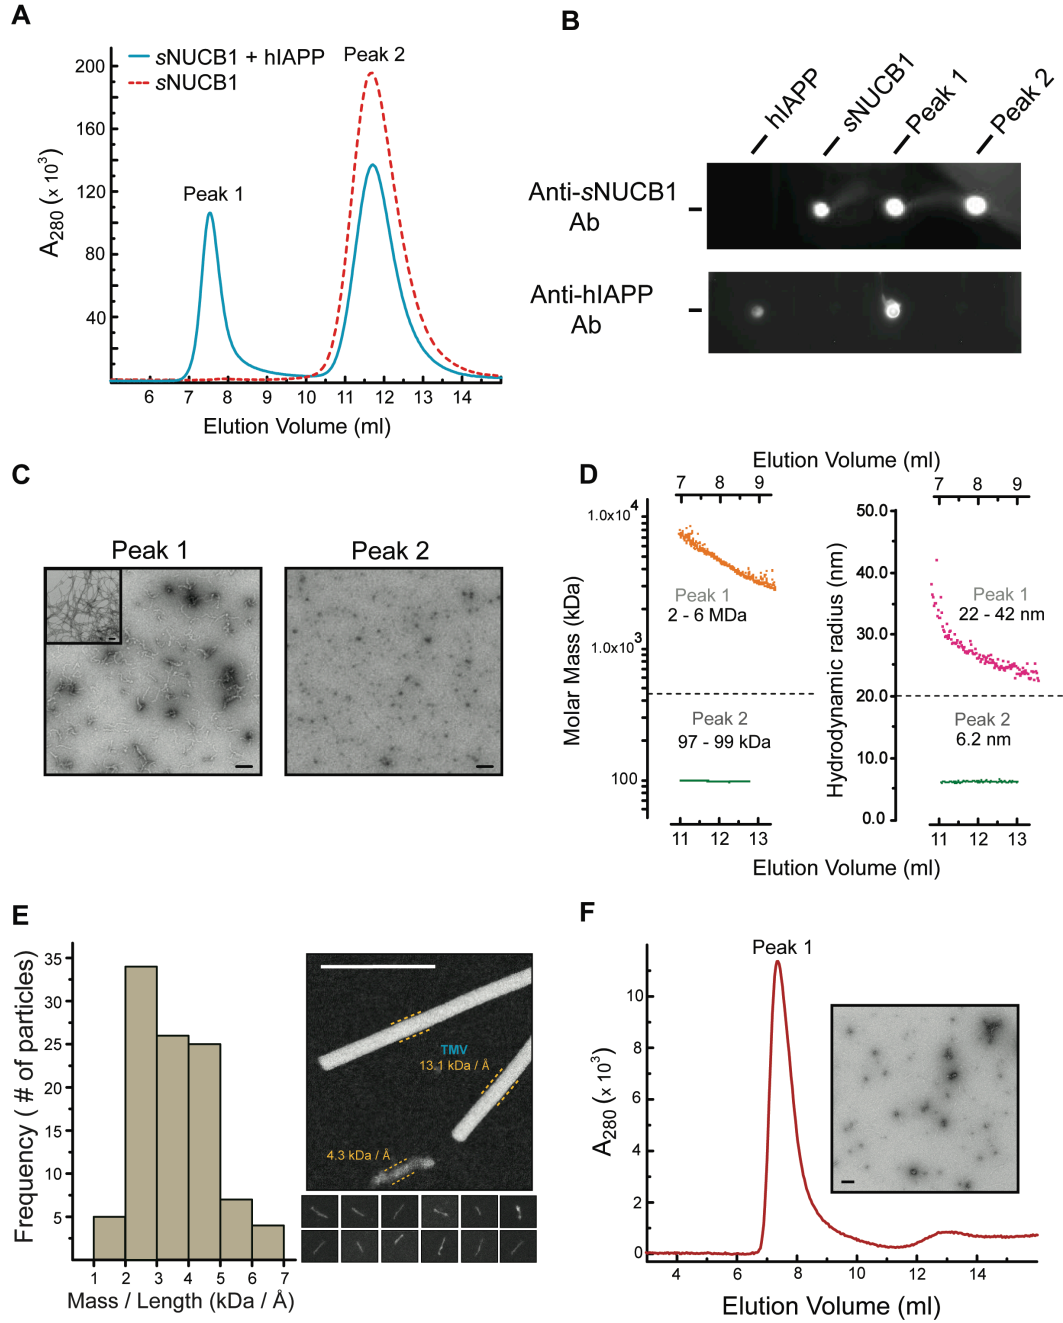 A
sNUCB1 + hIAPP
sNUCB1
Peak 2
Peak 1
200
160
120
80
40
A280 (x 10³)
6 7 8 9 10 11 12 13 14
Elution Volume (ml)
B
hIAPP
sNUCB1
Peak 1
Peak 2
Anti-sNUCB1
Ab
Anti-hIAPP
Ab
C
Peak 1
Peak 2
D
Elution Volume (ml)
7 8 9
1.0x10⁴
1.0x10³
100
Molar Mass (kDa)
Peak 1
2 - 6 MDa
Peak 2
97 - 99 kDa
11 12 13
7 8 9
50.0
40.0
30.0
20.0
10.0
0.0
Hydrodynamic radius (nm)
Peak 1
22 - 42 nm
Peak 2
6.2 nm
11 12 13
Elution Volume (ml)
E
35
30
25
20
15
10
5
Frequency ( # of particles)
1 2 3 4 5 6 7
Mass / Length (kDa / Å)
TMV
13.1 kDa / Å
4.3 kDa / Å
F
Peak 1
10
8
6
4
2
0
A280 (x 10³)
4 6 8 10 12 14
Elution Volume (ml)